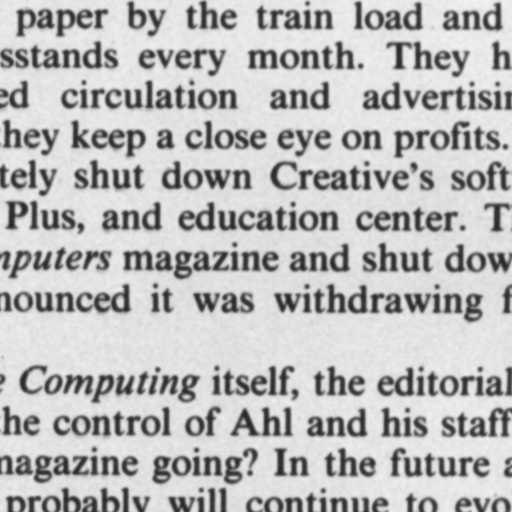 paper by the train load and
sstands every month. They h
ed circulation and advertisin
they keep a close eye on profits.
tely shut down Creative's soft
Plus, and education center. Th
mputers magazine and shut dow
nounced it was withdrawing f
e Computing itself, the editorial
the control of Ahl and his staff
magazine going? In the future a
probably will continue to evo